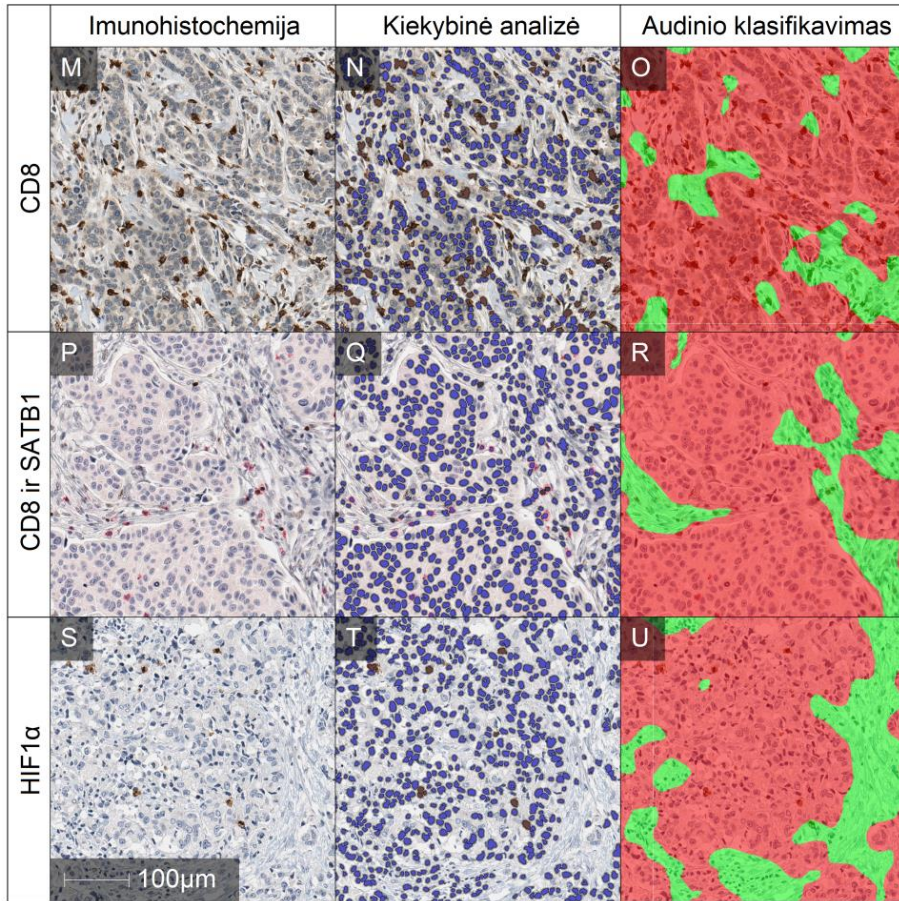 Imunohistochemija
Kiekybinė analizė
Audinio klasifikavimas
CD8
M
N
O
CD8 ir SATB1
P
Q
R
HIF1α
S
T
U
100µm